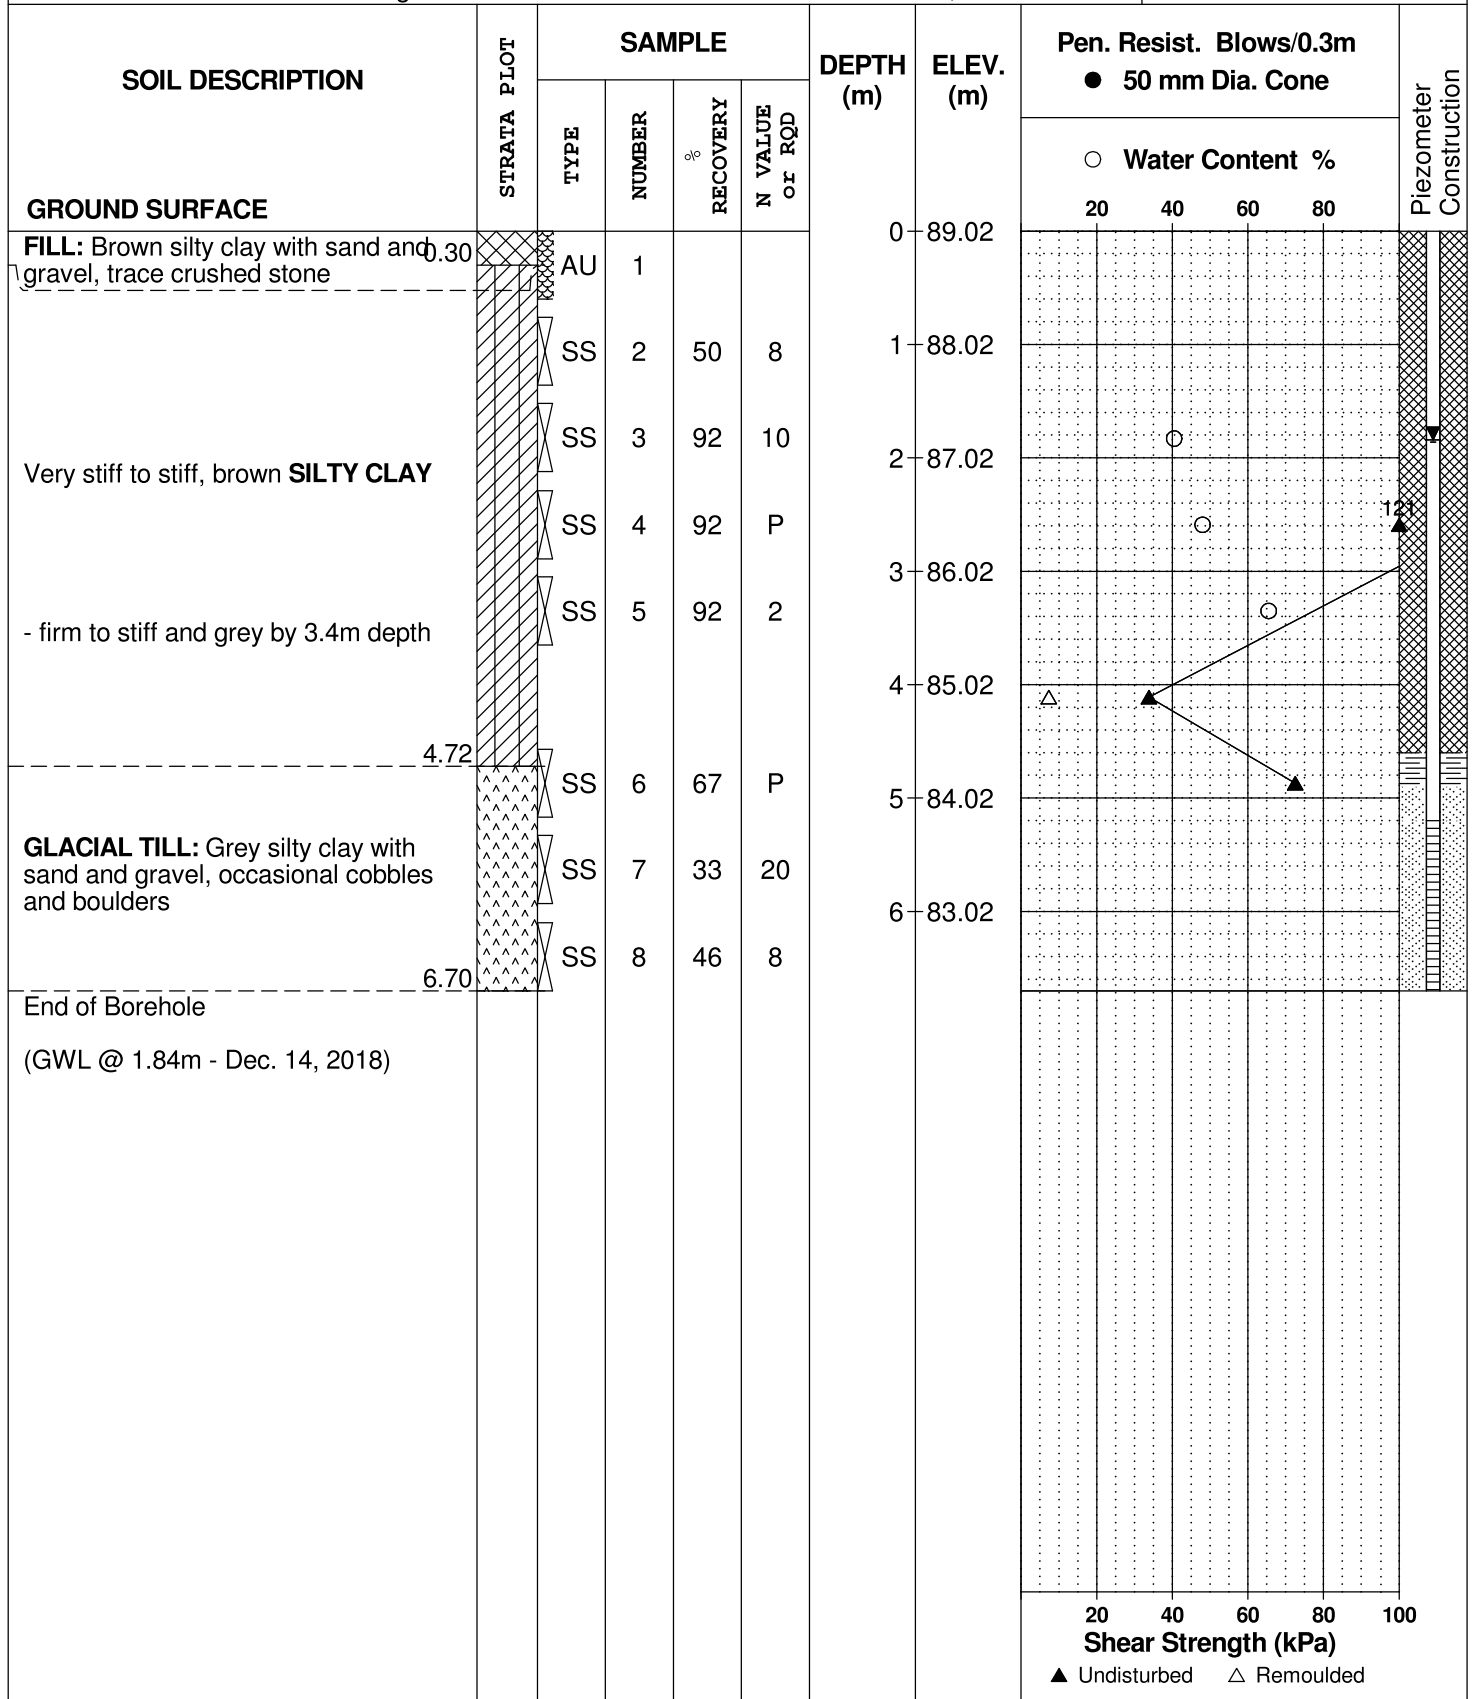 SOIL DESCRIPTION
GROUND SURFACE
STRATA PLOT
SAMPLE
TYPE
NUMBER
% RECOVERY
N VALUE or RQD
DEPTH (m)
ELEV. (m)
Pen. Resist. Blows/0.3m
● 50 mm Dia. Cone
○ Water Content %
20 40 60 80
Piezometer Construction
FILL: Brown silty clay with sand and 0.30
gravel, trace crushed stone
AU 1
0 89.02
SS 2 50 8
1 88.02
SS 3 92 10
2 87.02
Very stiff to stiff, brown SILTY CLAY
SS 4 92 P
121
3 86.02
SS 5 92 2
- firm to stiff and grey by 3.4m depth
4 85.02
4.72
SS 6 67 P
5 84.02
GLACIAL TILL: Grey silty clay with
sand and gravel, occasional cobbles
and boulders
SS 7 33 20
6 83.02
SS 8 46 8
6.70
End of Borehole
(GWL @ 1.84m - Dec. 14, 2018)
20 40 60 80 100
Shear Strength (kPa)
▲ Undisturbed △ Remoulded